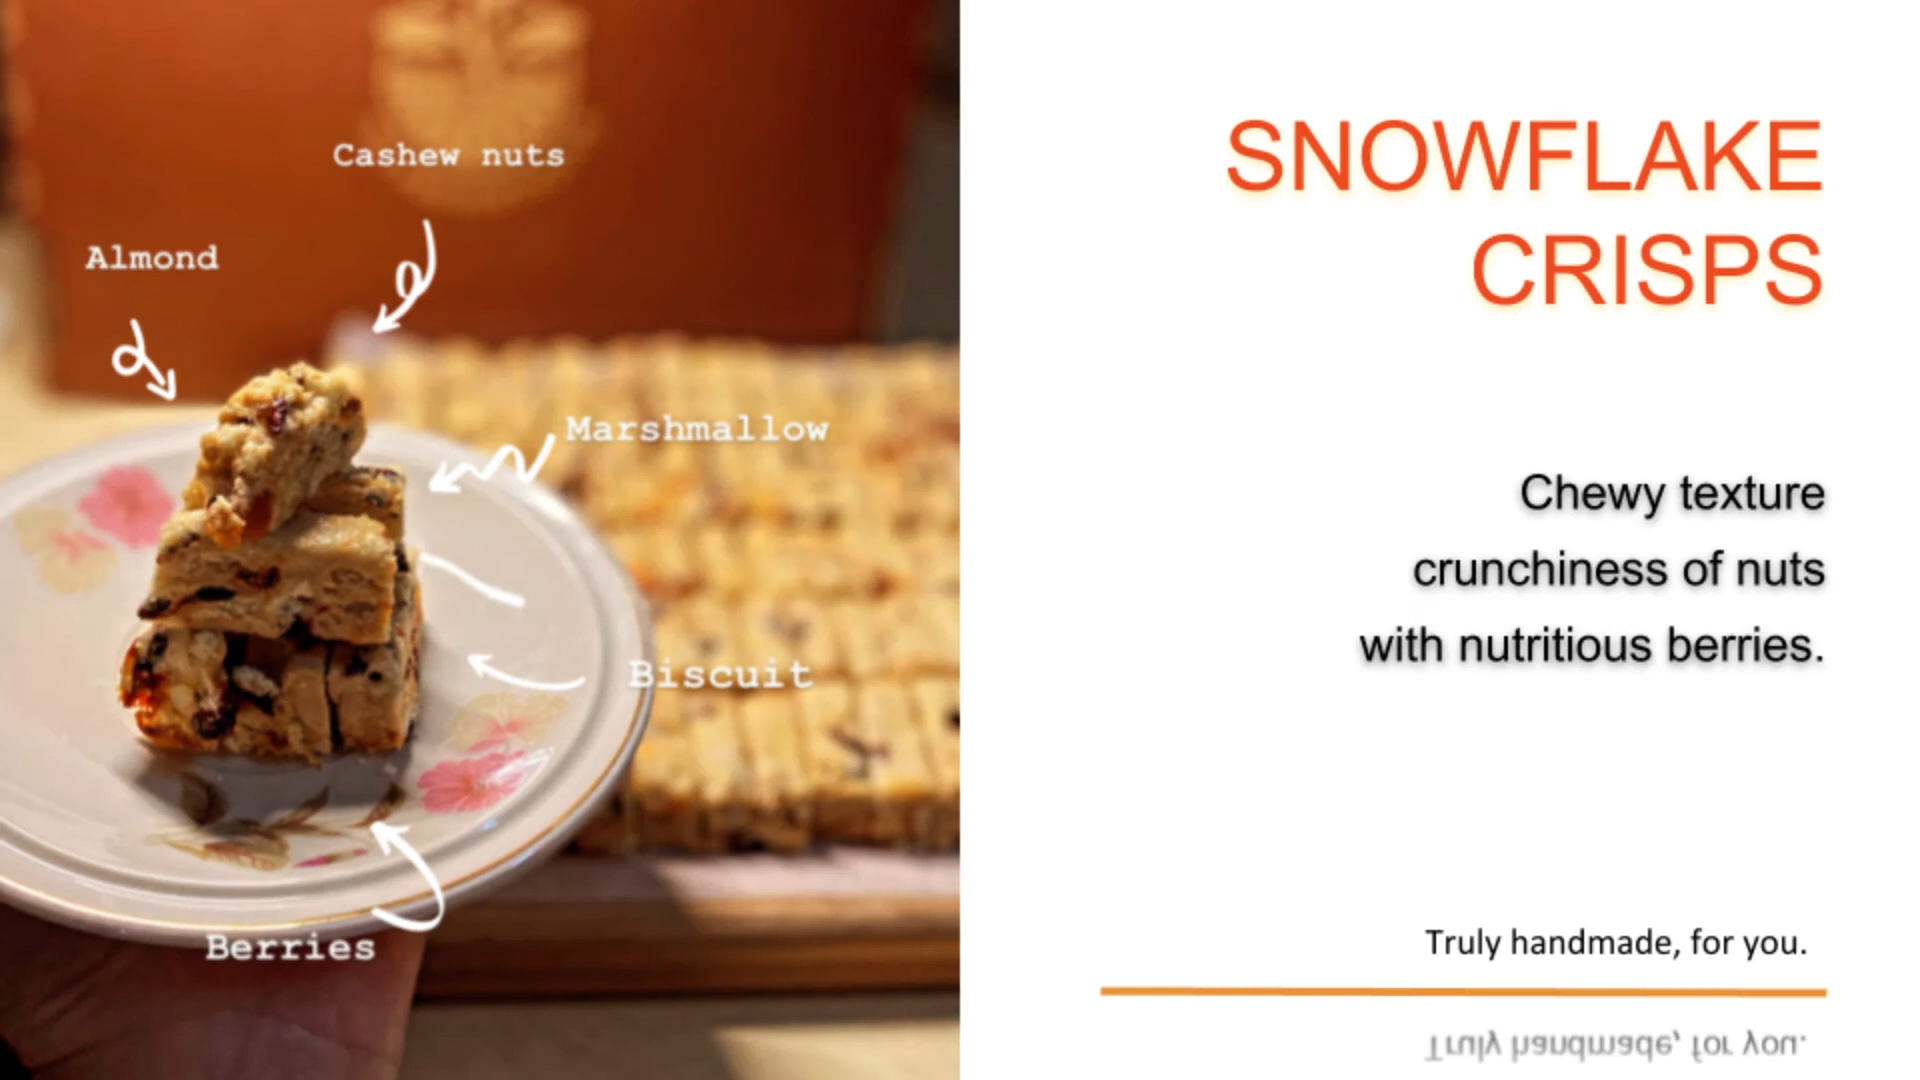 Cashew nuts
Almond
Marshmallow
Biscuit
Berries
SNOWFLAKE
CRISPS
Chewy texture
crunchiness of nuts
with nutritious berries.
Truly handmade, for you.
Truly handmade, for you.